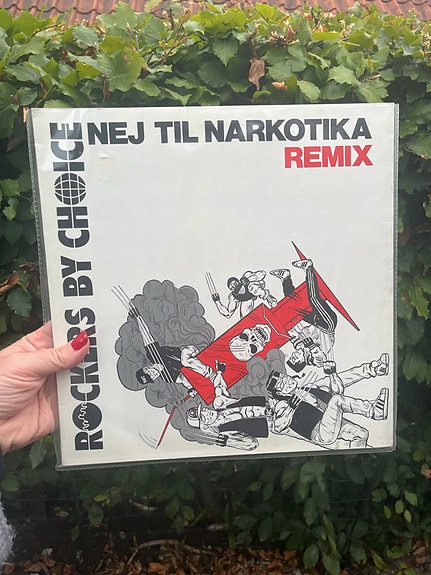 NEJ TIL NARKOTIKA
REMIX
ROCKERS BY CHOICE